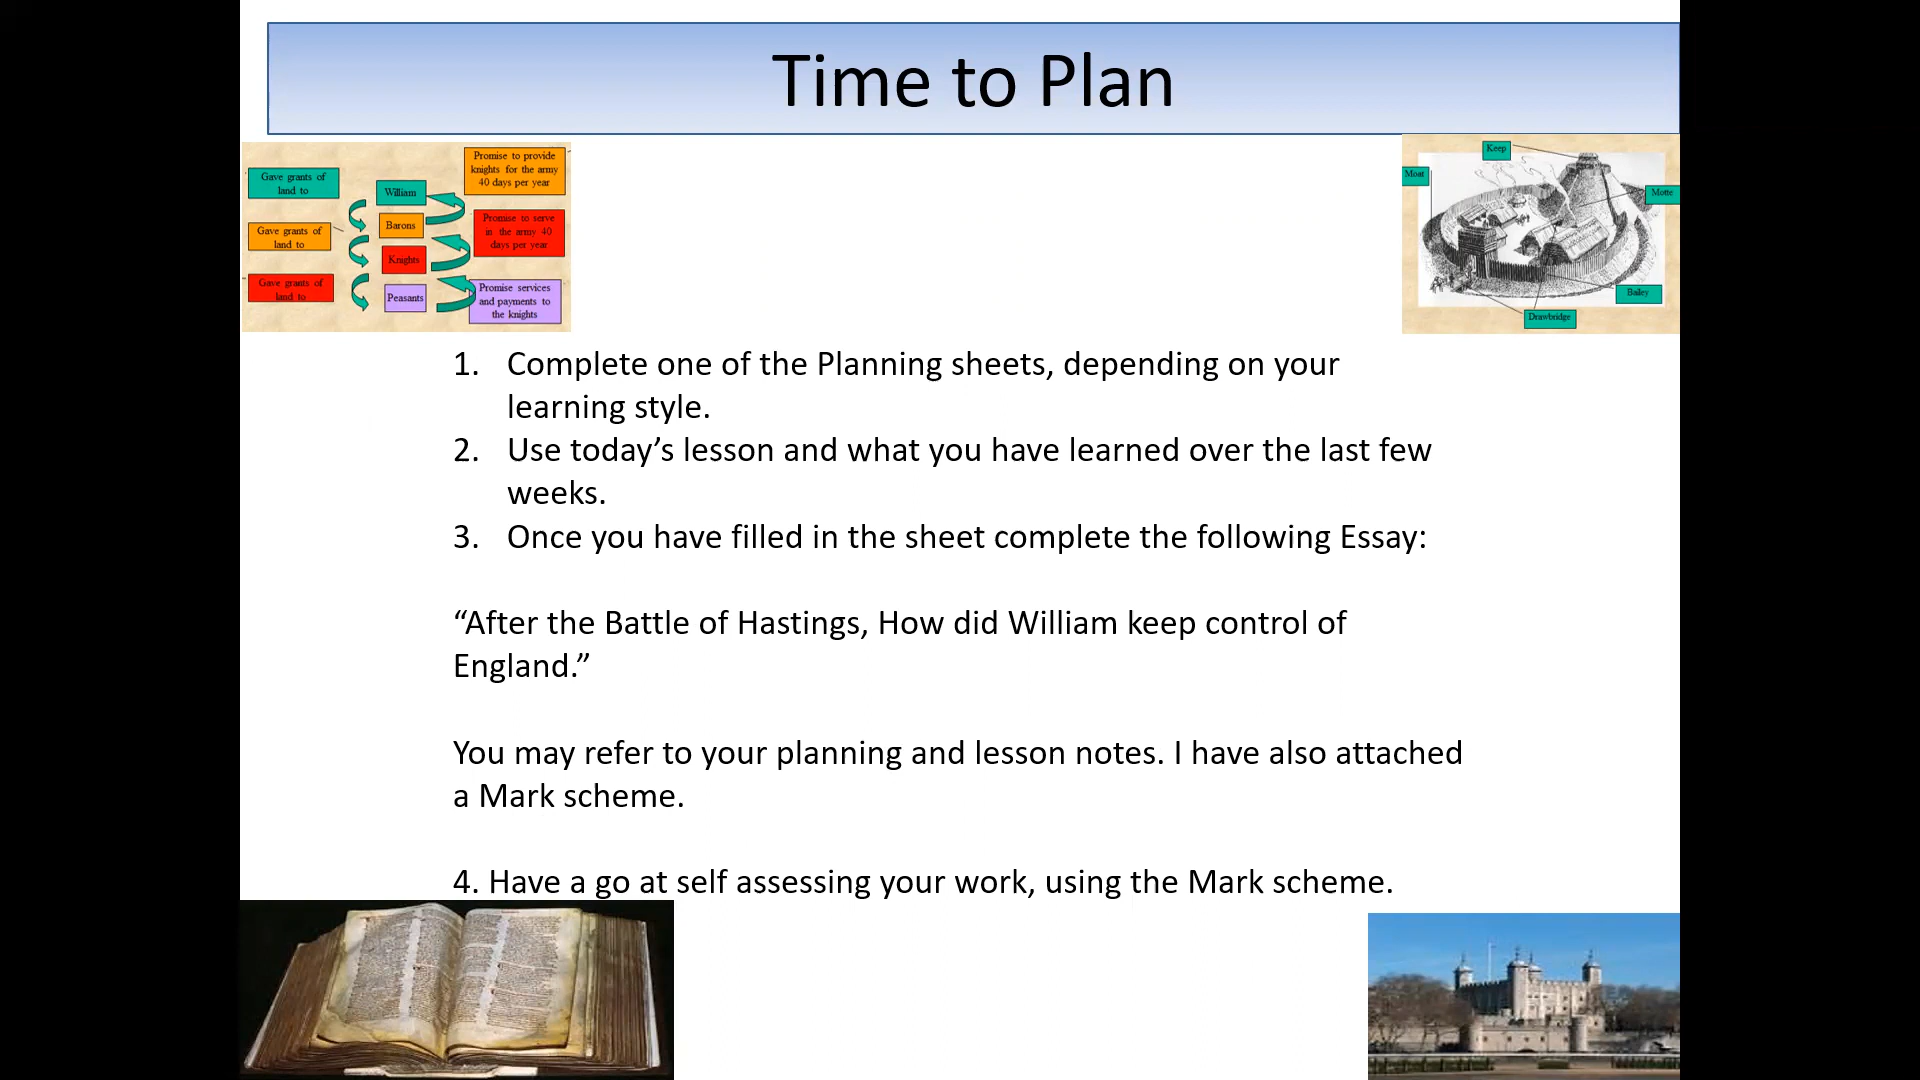 Time to Plan
Gave grants of
land to
William
Promise to provide
knights for the army
40 days per year
Gave grants of
land to
Barons
Promise to serve
in the army 40
days per year
Knights
Gave grants of
land to
Peasants
Promise services
and payments to
the knights
Keep
Moat
Motte
Bailey
Drawbridge
1. Complete one of the Planning sheets, depending on your
learning style.
2. Use today’s lesson and what you have learned over the last few
weeks.
3. Once you have filled in the sheet complete the following Essay:
“After the Battle of Hastings, How did William keep control of
England.”
You may refer to your planning and lesson notes. I have also attached
a Mark scheme.
4. Have a go at self assessing your work, using the Mark scheme.